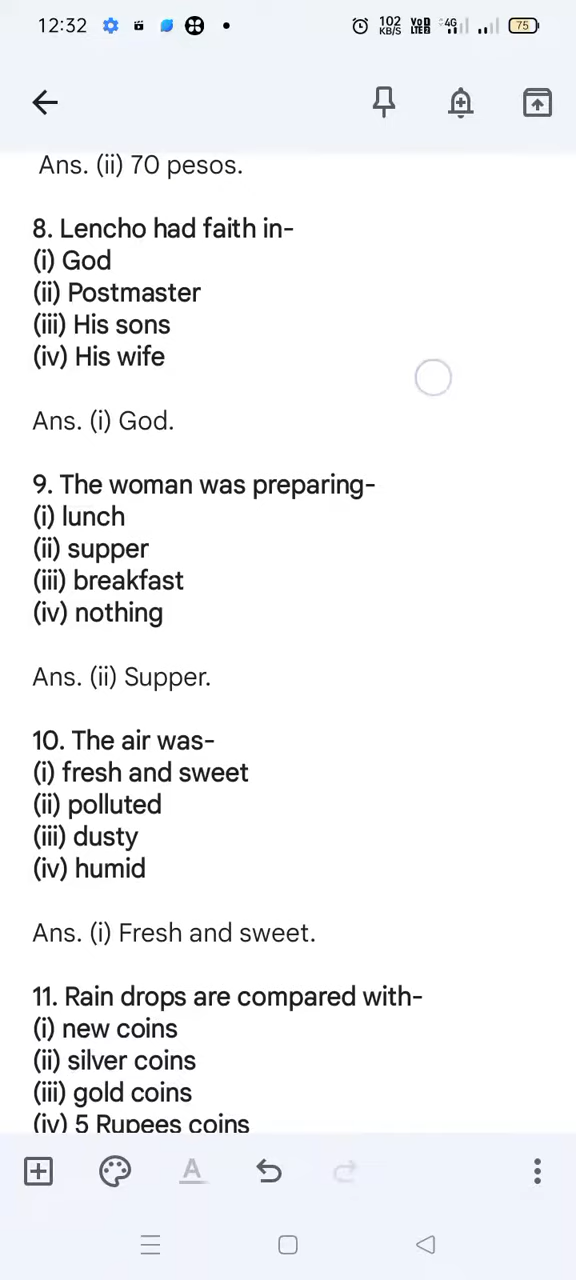 12:32
102 KB/S
VoD LTE2
4G
75
Ans. (ii) 70 pesos.
8. Lencho had faith in-
(i) God
(ii) Postmaster
(iii) His sons
(iv) His wife
Ans. (i) God.
9. The woman was preparing-
(i) lunch
(ii) supper
(iii) breakfast
(iv) nothing
Ans. (ii) Supper.
10. The air was-
(i) fresh and sweet
(ii) polluted
(iii) dusty
(iv) humid
Ans. (i) Fresh and sweet.
11. Rain drops are compared with-
(i) new coins
(ii) silver coins
(iii) gold coins
(iv) 5 Rupees coins
A